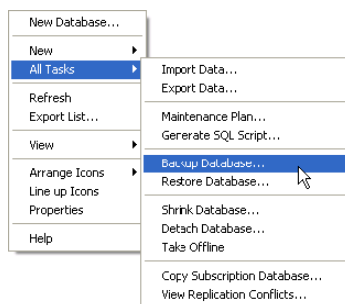 New Database...
New
All Tasks
Refresh
Export List...
View
Arrange Icons
Line up Icons
Properties
Help
Import Data...
Export Data...
Maintenance Plan...
Generate SQL Script...
Backup Database...
Restore Database...
Shrink Database...
Detach Database...
Take Offline
Copy Subscription Database...
View Replication Conflicts...